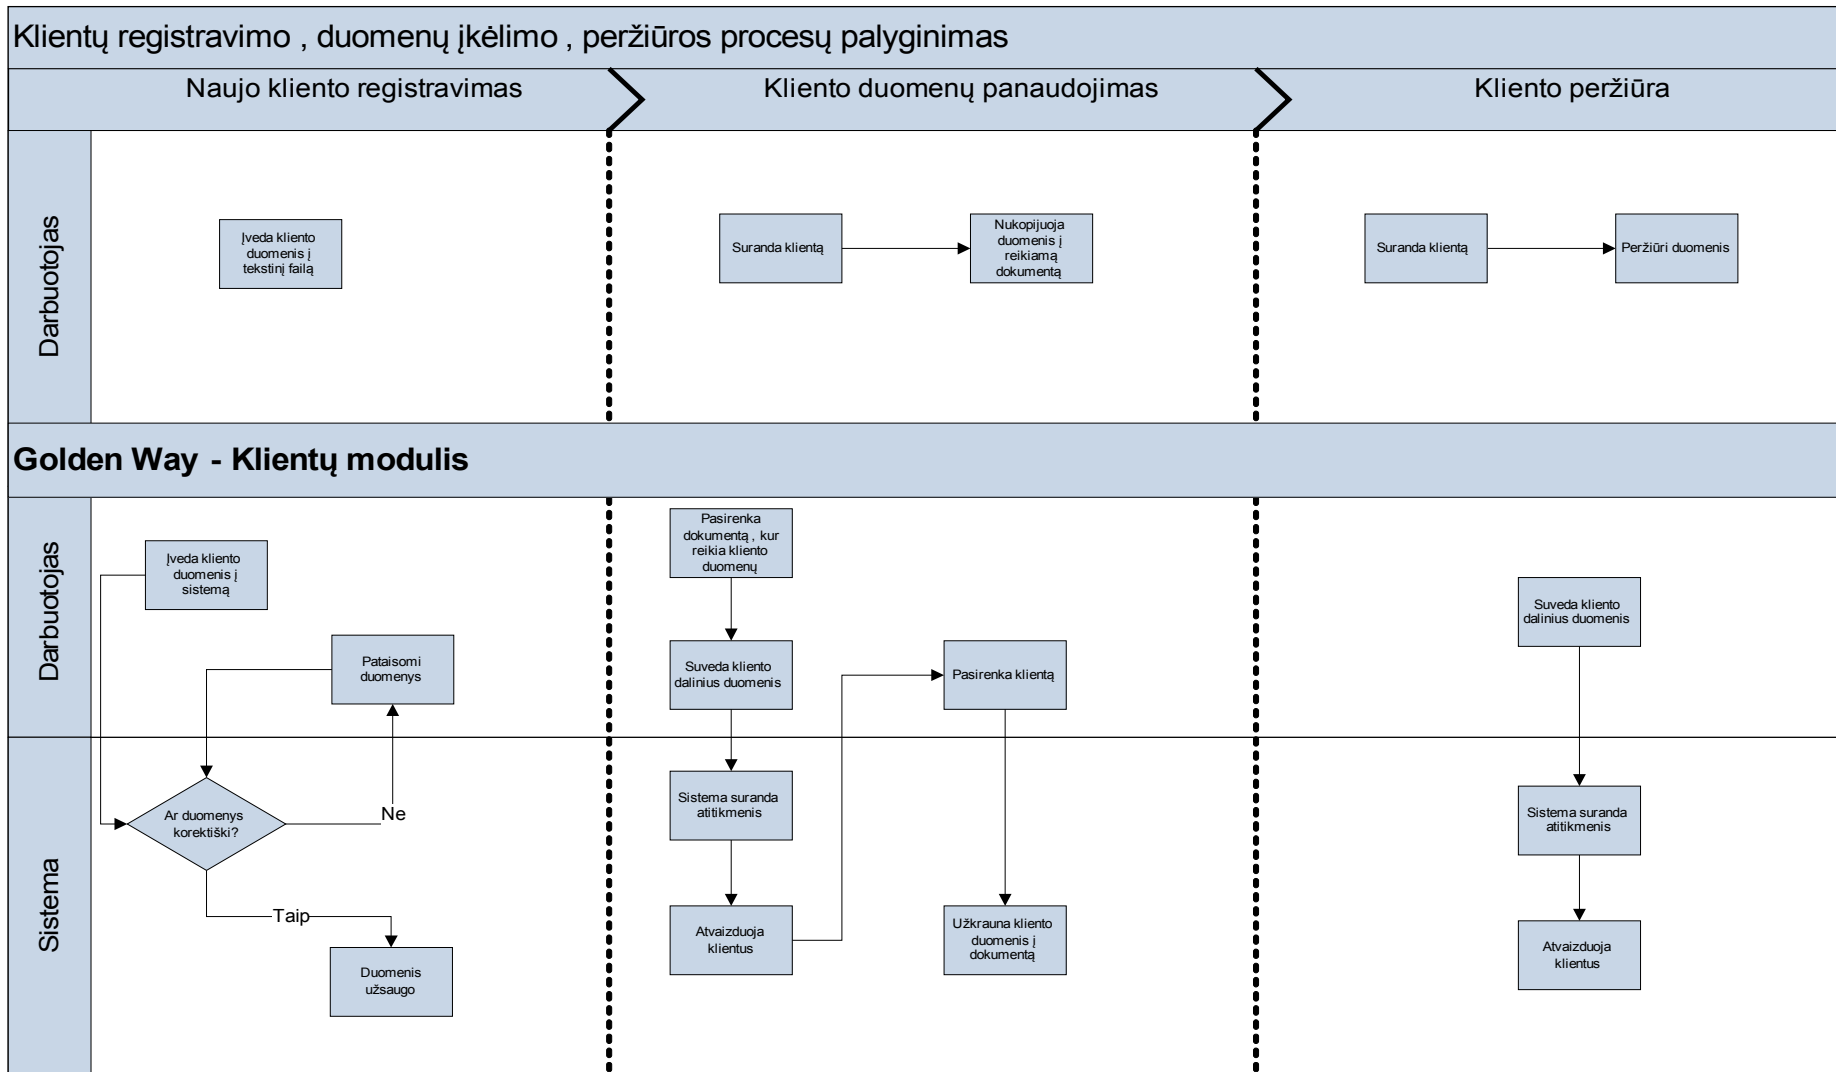 Klientų registravimo , duomenų įkėlimo , peržiūros procesų palyginimas
Naujo kliento registravimas
Kliento duomenų panaudojimas
Kliento peržiūra
Darbuotojas
Įveda kliento
duomenis į
tekstinį failą
Suranda klientą
Nukopijuoja
duomenis į
reikiamą
dokumentą
Suranda klientą
Peržiūri duomenis
Golden Way - Klientų modulis
Darbuotojas
Įveda kliento
duomenis į
sistemą
Pataisomi
duomenys
Pasirenka
dokumentą , kur
reikia kliento
duomenų
Suveda kliento
dalinius duomenis
Pasirenka klientą
Suveda kliento
dalinius duomenis
Sistema
Ar duomenys
korektiški?
Ne
Taip
Duomenis
užsaugo
Sistema suranda
atitikmenis
Atvaizduoja
klientus
Užkrauna kliento
duomenis į
dokumentą
Sistema suranda
atitikmenis
Atvaizduoja
klientus